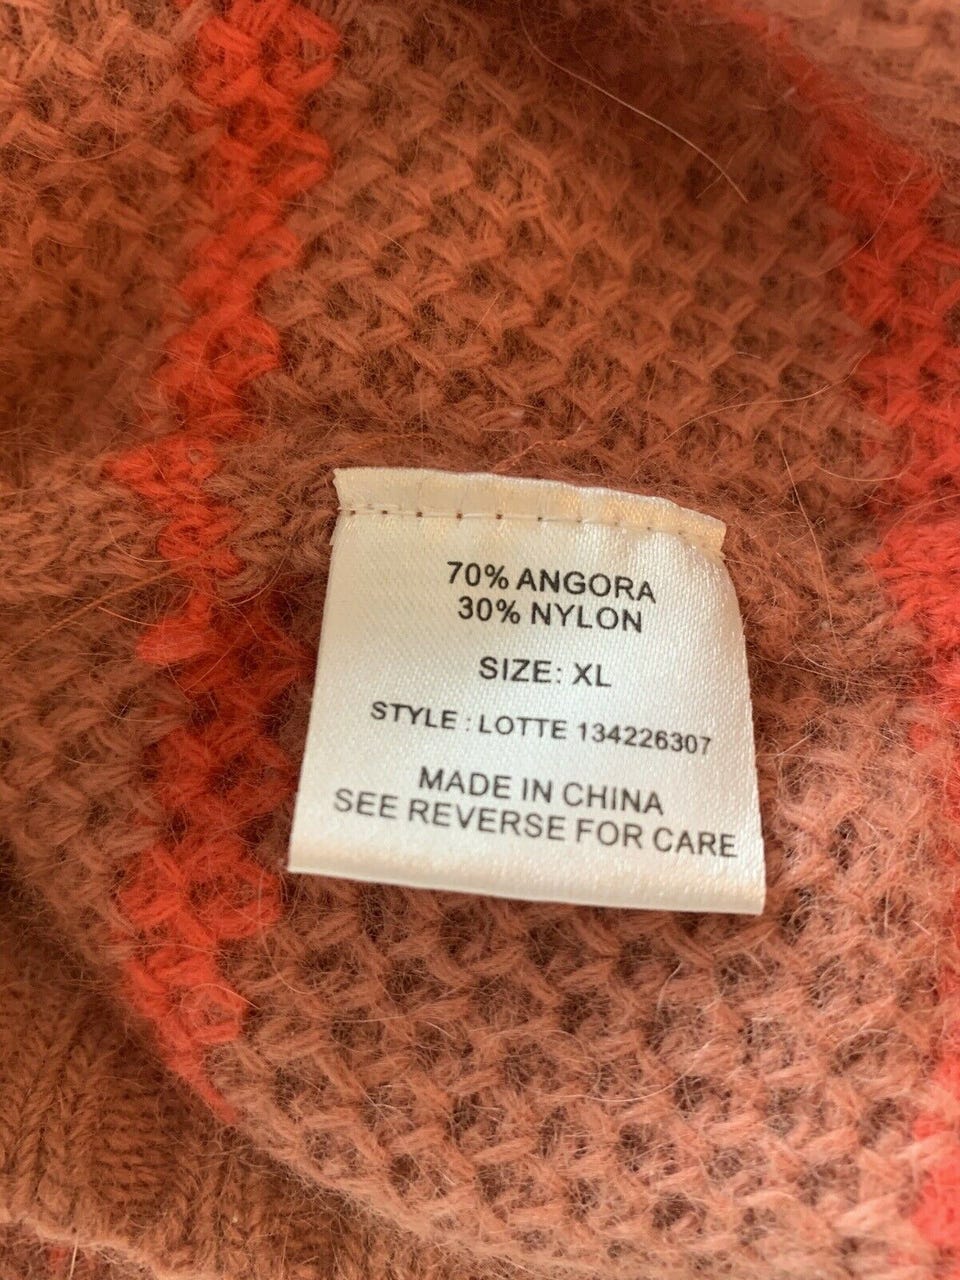 70% ANGORA
30% NYLON
SIZE: XL
STYLE : LOTTE 134226307
MADE IN CHINA
SEE REVERSE FOR CARE